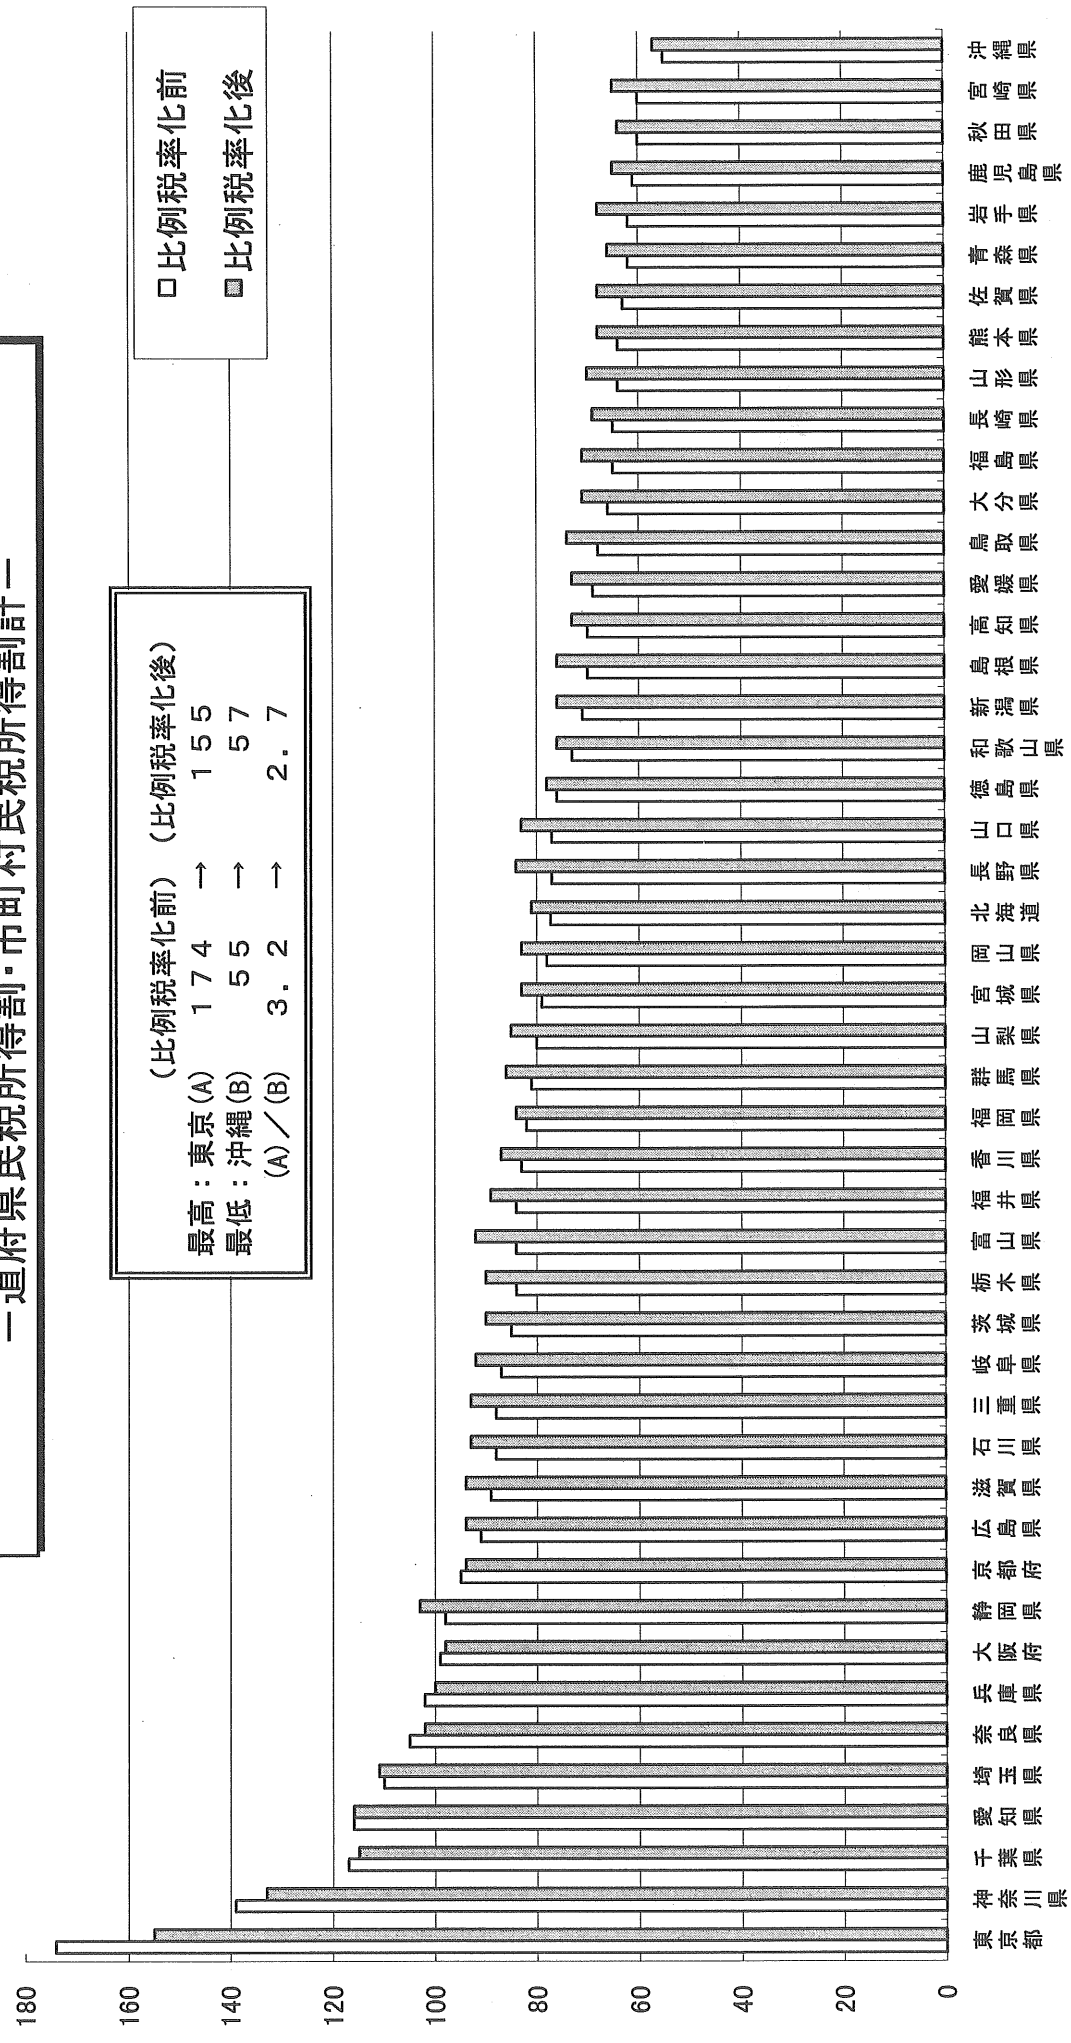 ー道府県民税所得割・市町村民税所得割計ー
□比例税率化前
■比例税率化後
(比例税率化前) (比例税率化後)
最高：東京(A) 174 → 155
最低：沖縄(B) 55 → 57
(A)／(B) 3.2 → 2.7
180
160
140
120
100
80
60
40
20
0
東京都
神奈川県
千葉県
愛知県
埼玉県
奈良県
兵庫県
大阪府
静岡県
京都府
広島県
滋賀県
石川県
三重県
岐阜県
茨城県
栃木県
富山県
福井県
香川県
福岡県
群馬県
山梨県
宮城県
岡山県
北海道
長野県
山口県
徳島県
和歌山県
新潟県
島根県
高知県
愛媛県
鳥取県
大分県
福島県
長崎県
山形県
熊本県
佐賀県
青森県
岩手県
鹿児島県
秋田県
宮崎県
沖縄県